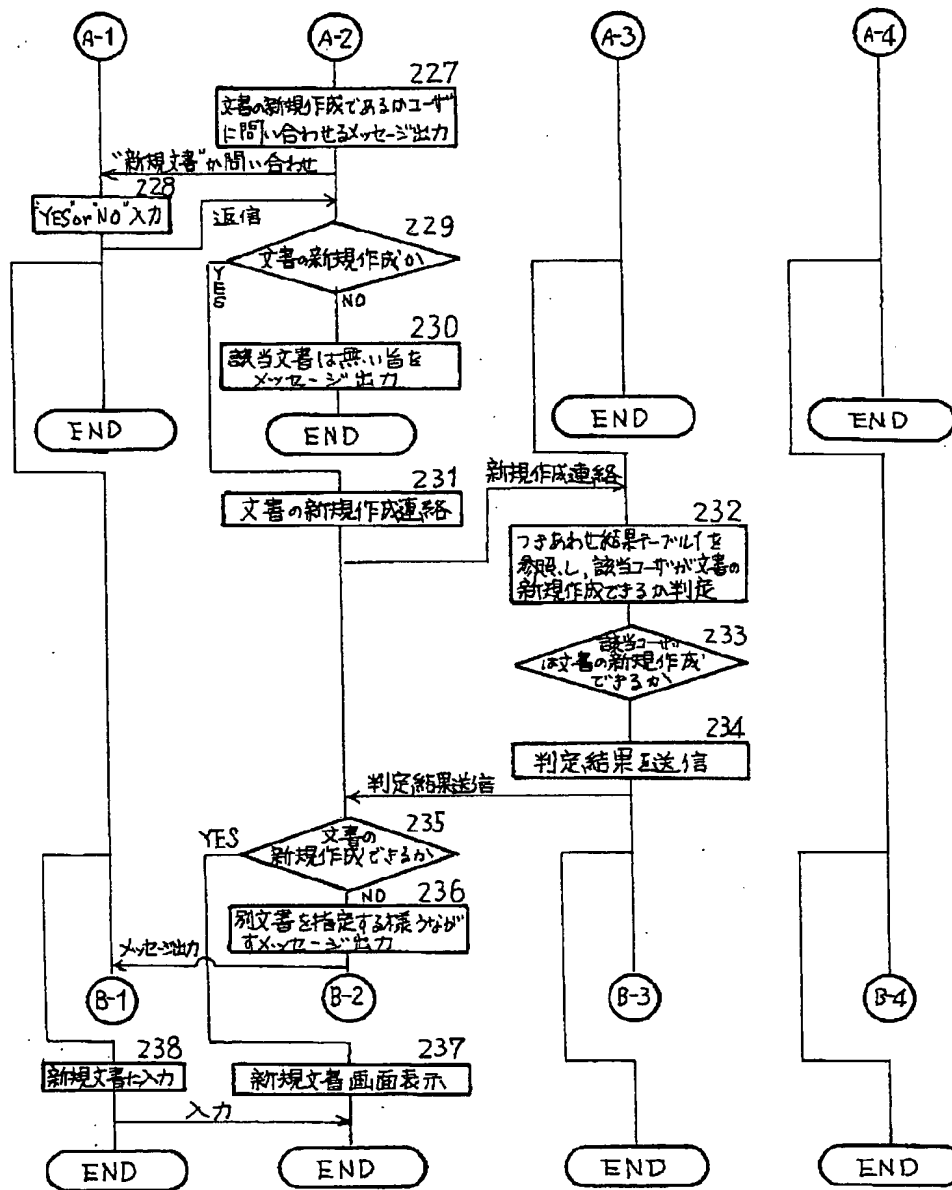 A-1
A-2
A-3
A-4
227
文書の新規作成であるかユーザ
に問い合わせるメッセージ出力
"新規文書"か問い合わせ
228
"YES"or"NO"入力
返信
229
文書の新規作成か
YES
NO
230
該当文書は無い旨を
メッセージ出力
END
END
END
END
231
文書の新規作成連絡
新規作成連絡
232
つきあわせ結果テーブルイを
参照し,該当ユーザが文書の
新規作成できるか判定
233
該当ユーザ
は文書の新規作成
できるか
234
判定結果を送信
判定結果送信
235
文書の
新規作成できるか
YES
NO
236
別文書を指定する様うなが
すメッセージ出力
メッセージ出力
B-1
B-2
B-3
B-4
238
新規文書に入力
237
新規文書画面表示
入力
END
END
END
END